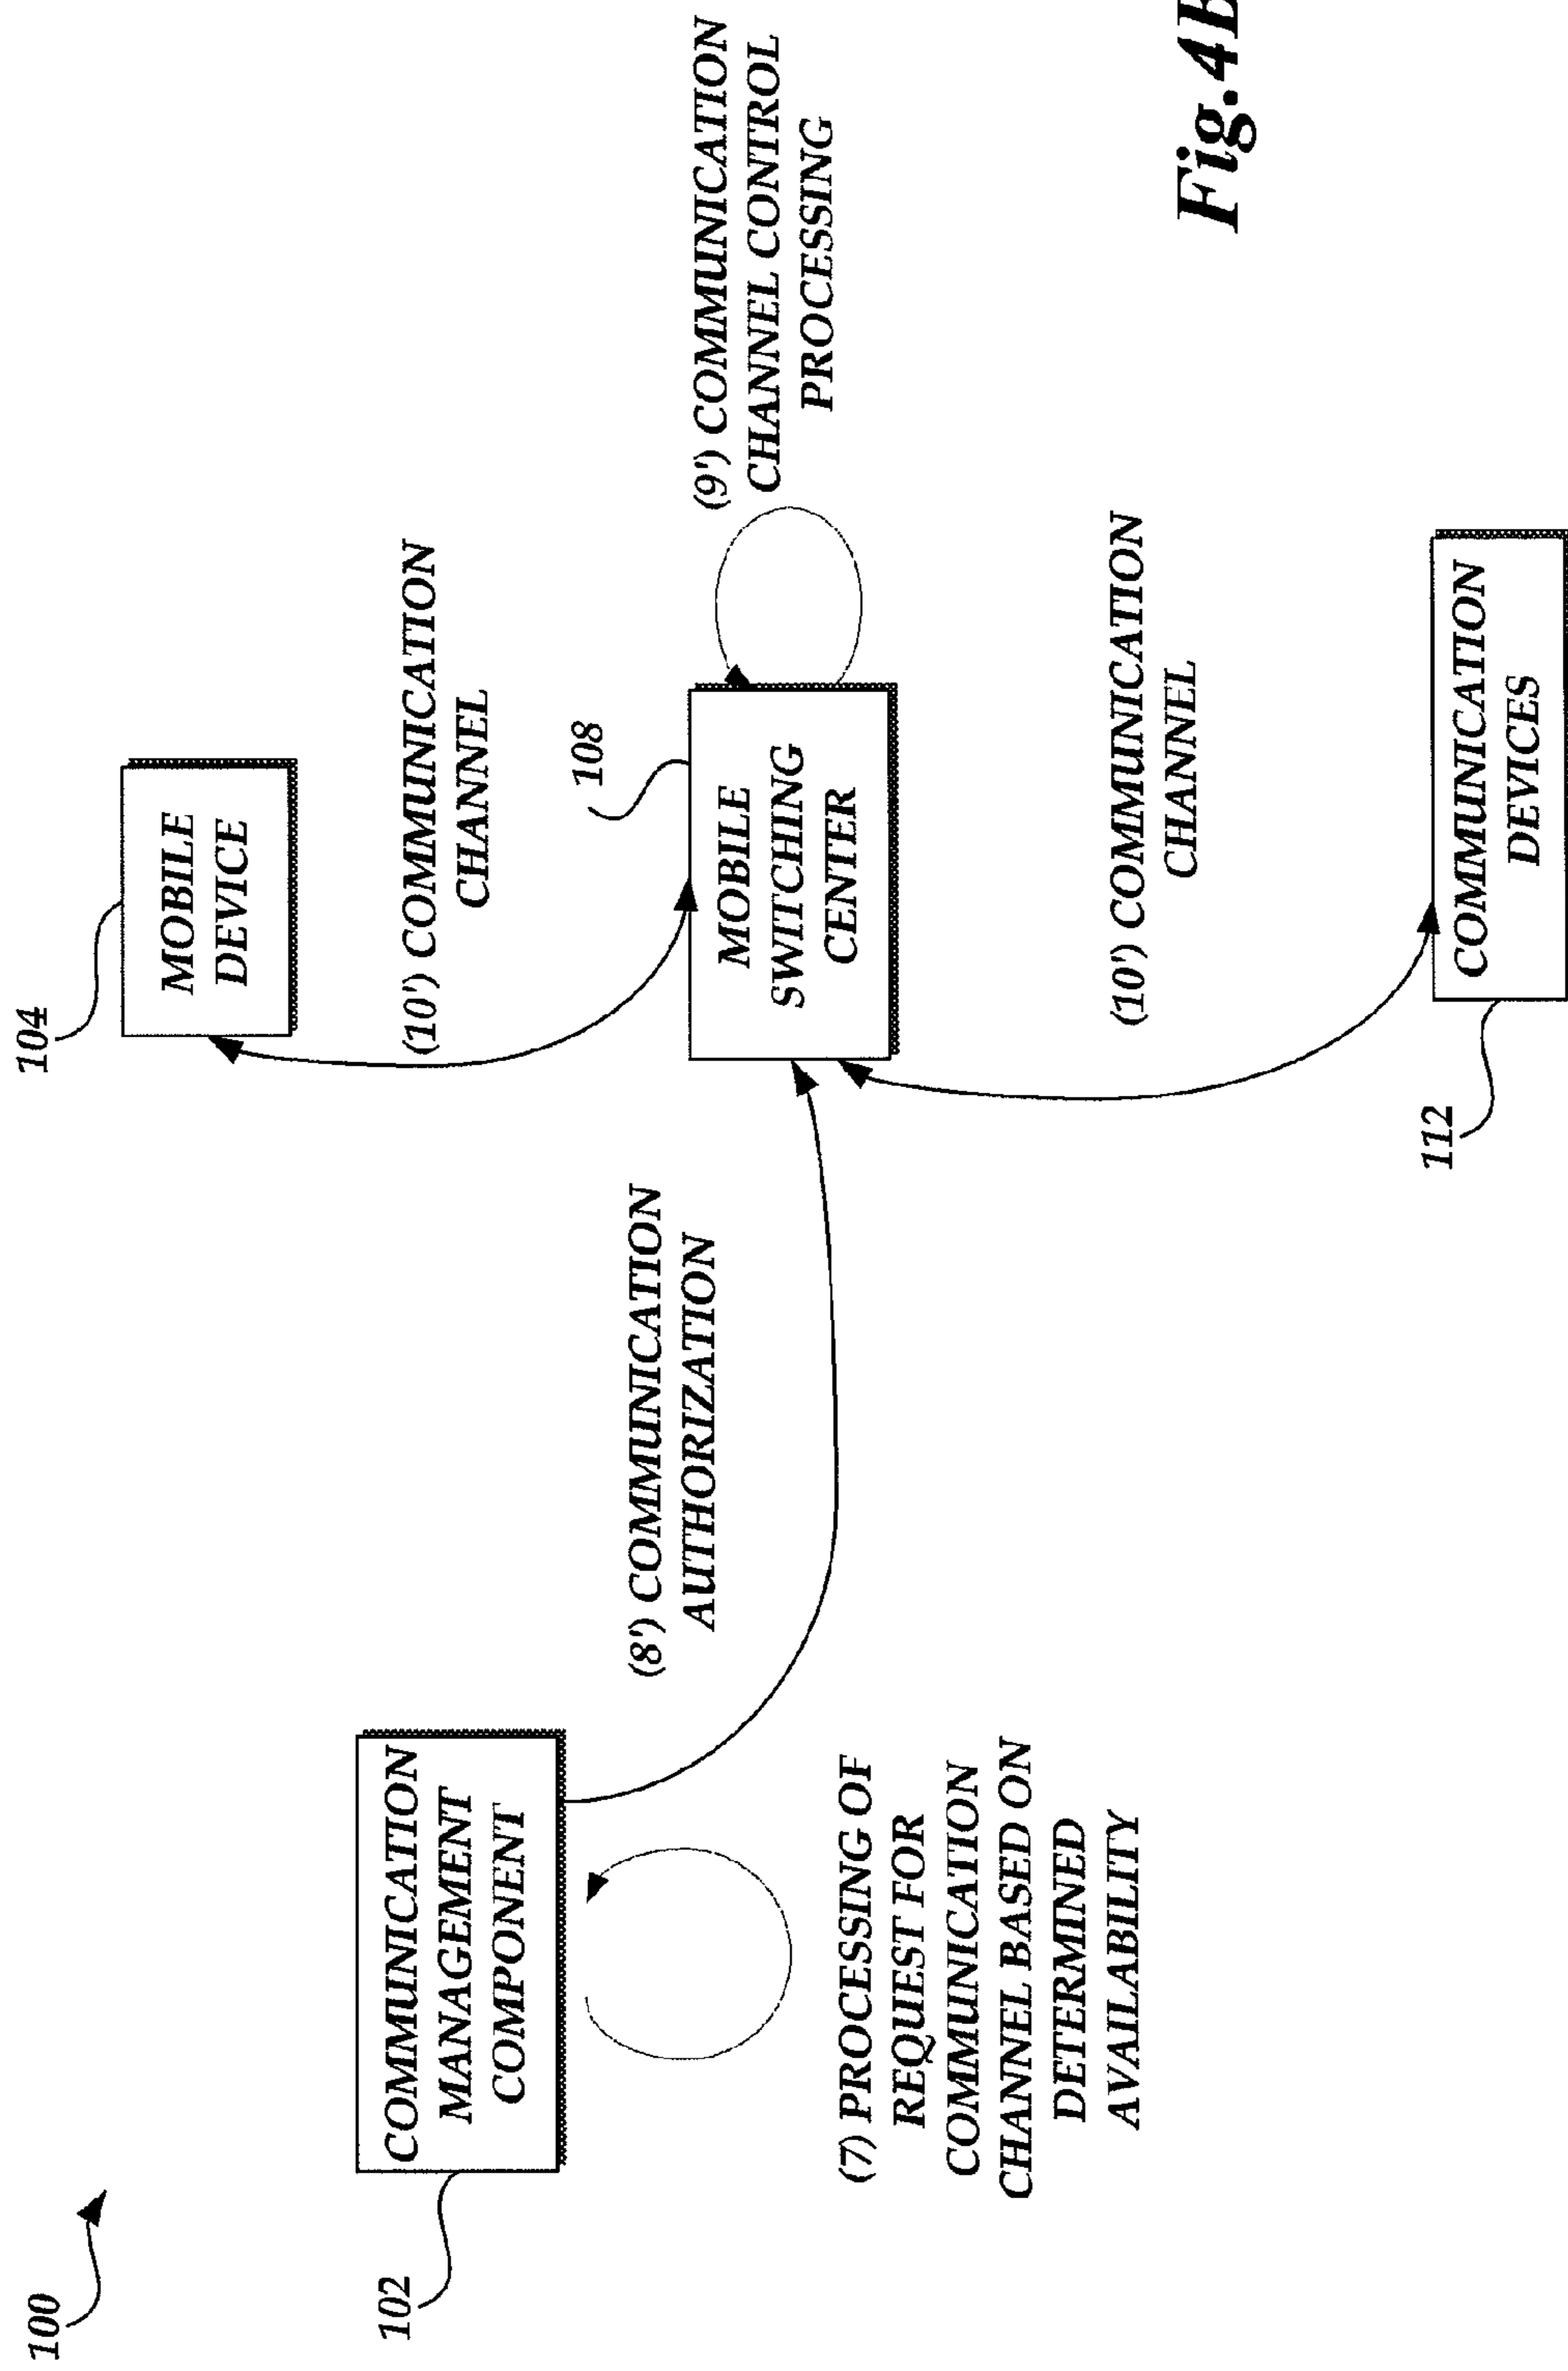 100
102
COMMUNICATION
MANAGEMENT
COMPONENT
(7) PROCESSING OF
REQUEST FOR
COMMUNICATION
CHANNEL BASED ON
DETERMINED
AVAILABILITY
(8') COMMUNICATION
AUTHORIZATION
104
MOBILE
DEVICE
(10') COMMUNICATION
CHANNEL
108
MOBILE
SWITCHING
CENTER
(9') COMMUNICATION
CHANNEL CONTROL
PROCESSING
(10') COMMUNICATION
CHANNEL
112
COMMUNICATION
DEVICES
Fig.4B